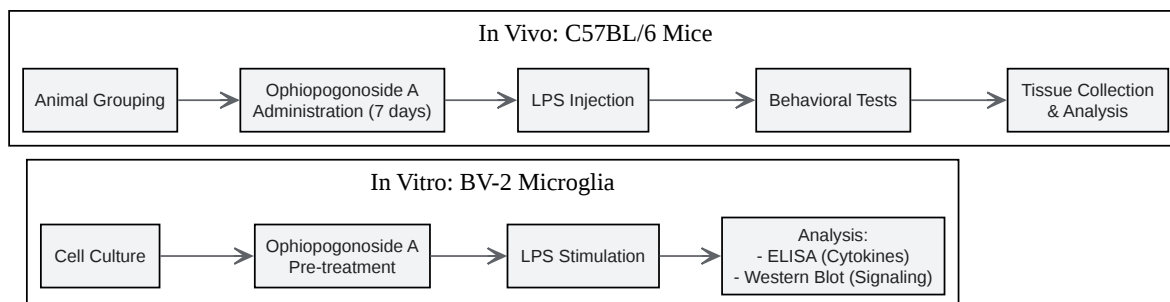 In Vivo: C57BL/6 Mice
Animal Grouping
Ophiopogonoside A
Administration (7 days)
LPS Injection
Behavioral Tests
Tissue Collection
& Analysis
In Vitro: BV-2 Microglia
Cell Culture
Ophiopogonoside A
Pre-treatment
LPS Stimulation
Analysis:
- ELISA (Cytokines)
- Western Blot (Signaling)